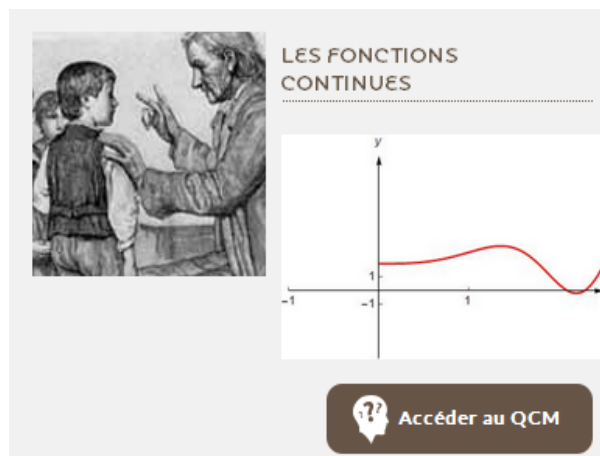 LES FONCTIONS
CONTINUES
y
1
-1
-1
1
???
Accéder au QCM